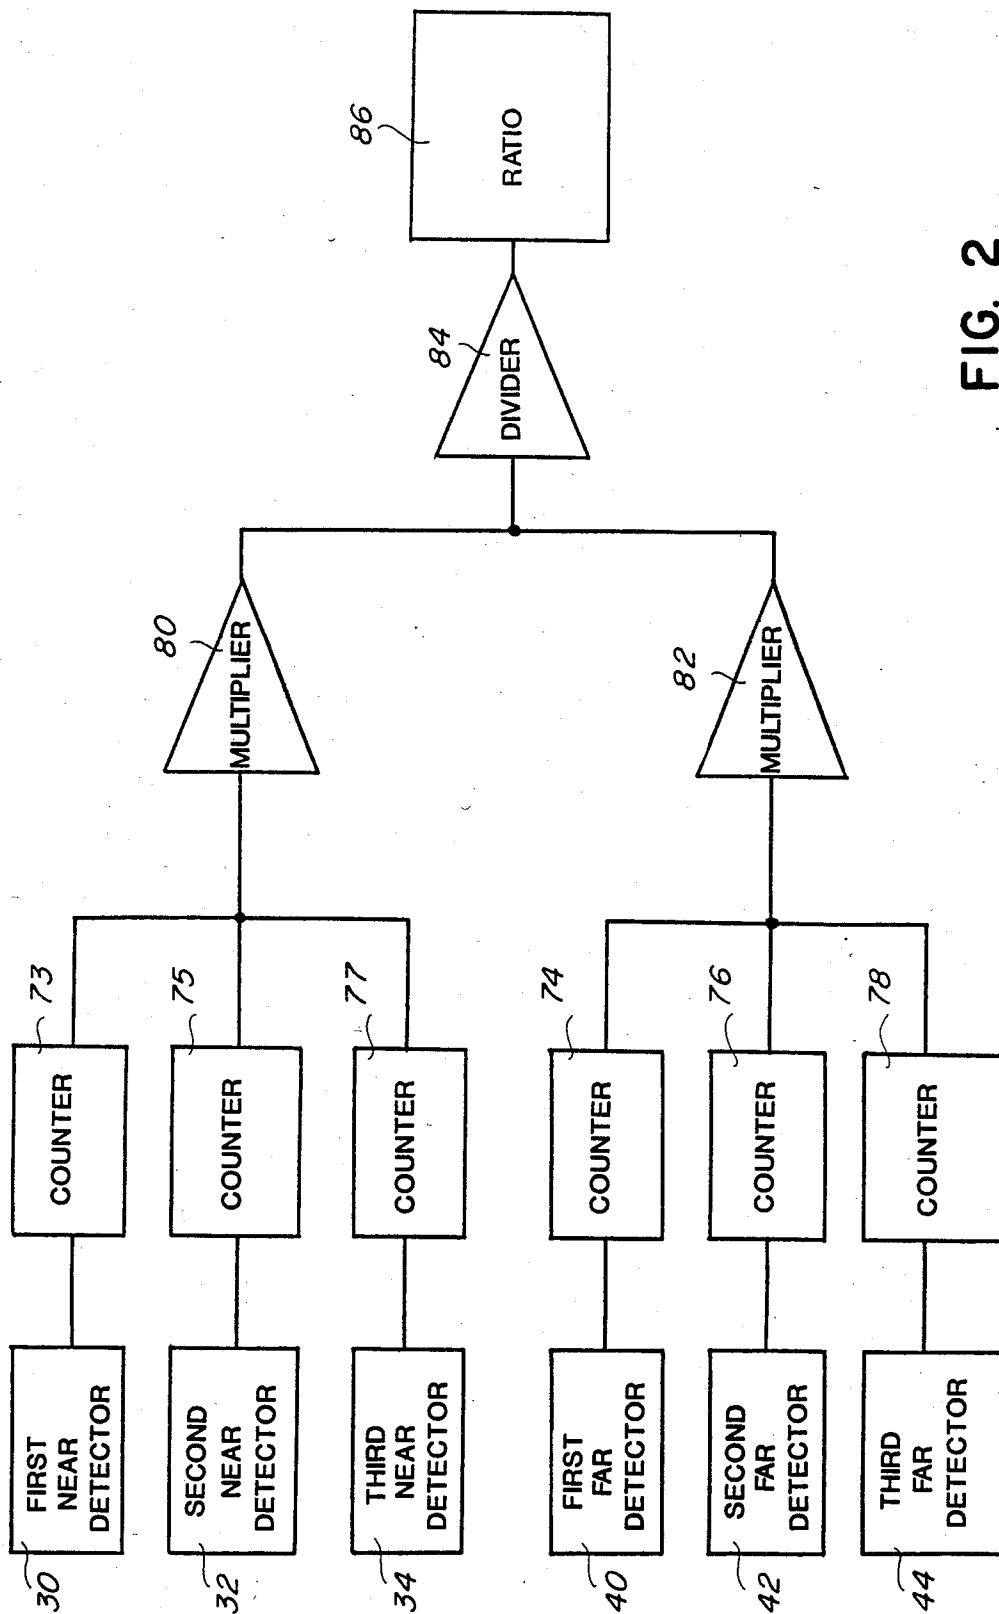 30
FIRST
NEAR
DETECTOR
COUNTER
73
32
SECOND
NEAR
DETECTOR
COUNTER
75
34
THIRD
NEAR
DETECTOR
COUNTER
77
MULTIPLIER
80
40
FIRST
FAR
DETECTOR
COUNTER
74
42
SECOND
FAR
DETECTOR
COUNTER
76
44
THIRD
FAR
DETECTOR
COUNTER
78
MULTIPLIER
82
DIVIDER
84
RATIO
86
FIG. 2